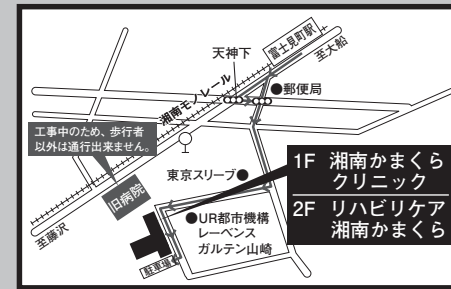 富士見町駅
至大船
天神下
湘南モノレール
●郵便局
工事中のため、歩行者
以外は通行出来ません。
東京スリーブ●
1F 湘南かまくら
クリニック
2F リハビリケア
湘南かまくら
旧病院
●UR都市機構
レーベンス
ガルテン山崎
至藤沢
駐車場